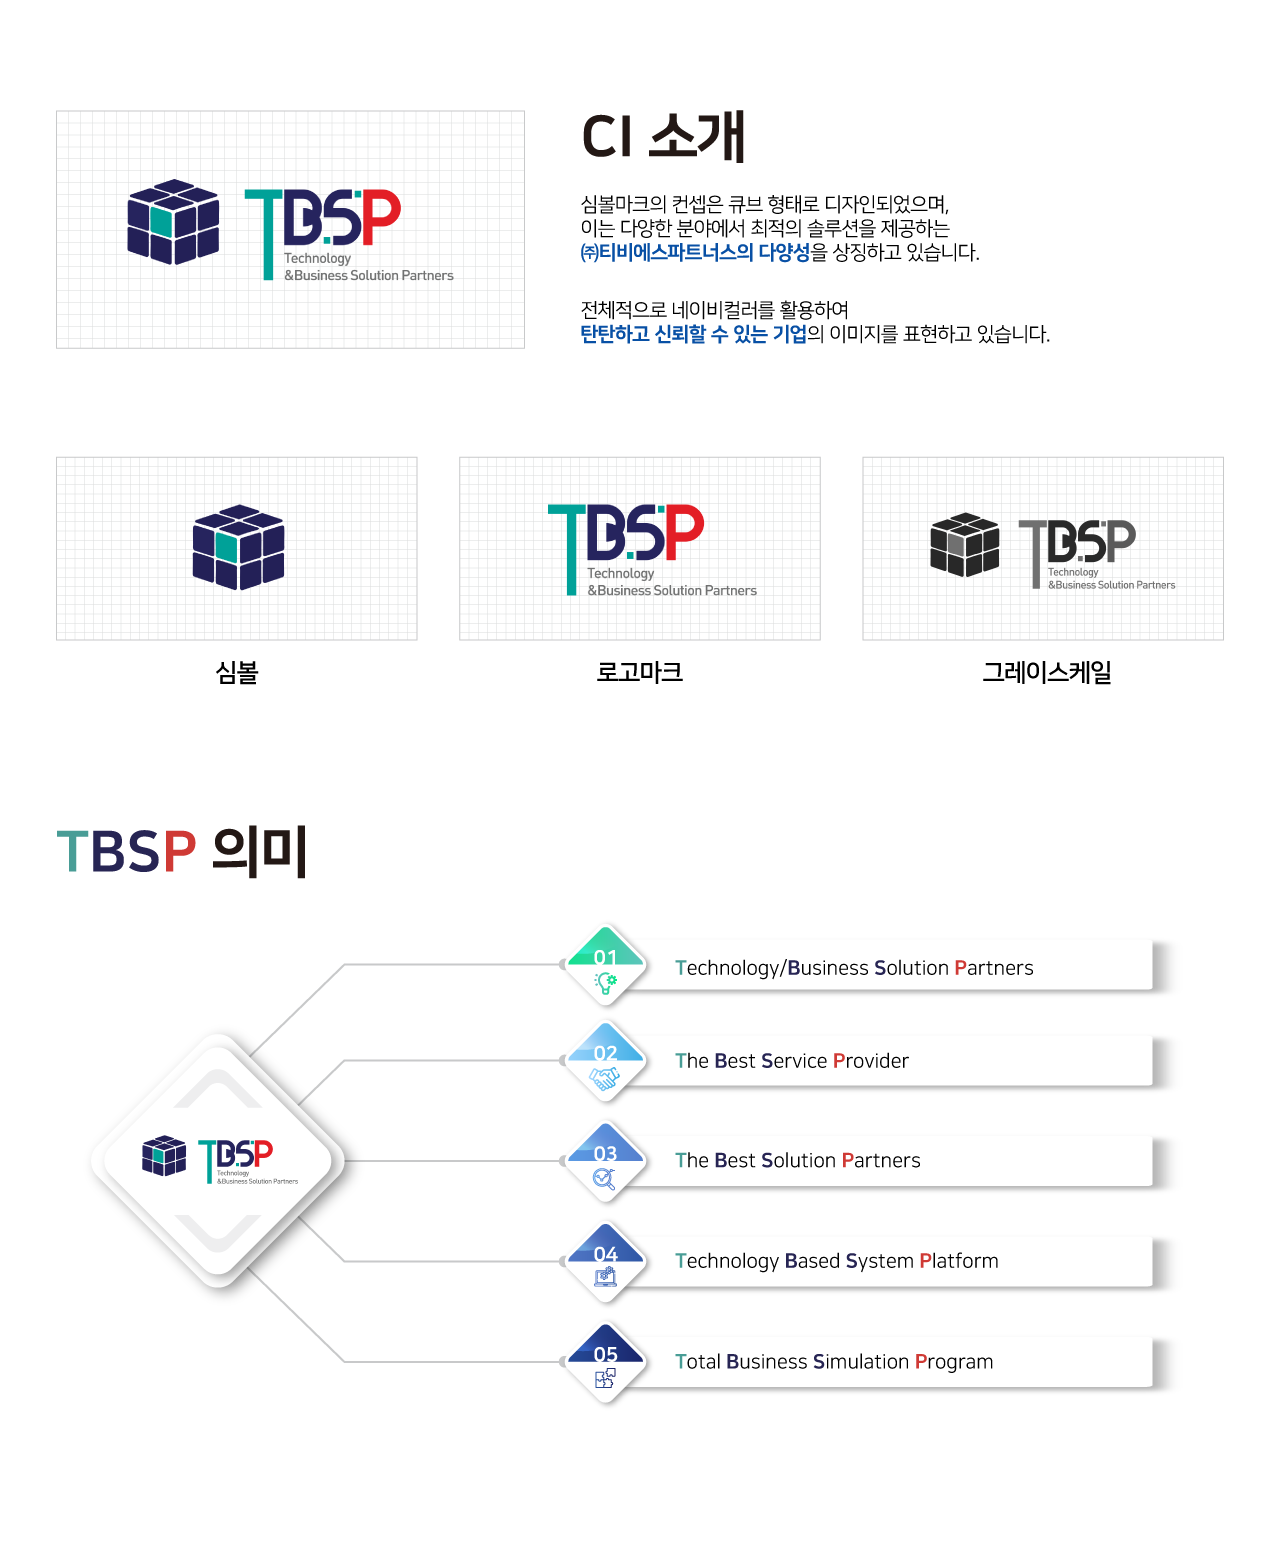 TBSP
Technology
&Business Solution Partners
CI 소개
심볼마크의 컨셉은 큐브 형태로 디자인되었으며,
이는 다양한 분야에서 최적의 솔루션을 제공하는
㈜티비에스파트너스의 다양성을 상징하고 있습니다.
전체적으로 네이비컬러를 활용하여
탄탄하고 신뢰할 수 있는 기업의 이미지를 표현하고 있습니다.
TBSP
Technology
&Business Solution Partners
TBSP
Technology
&Business Solution Partners
심볼
로고마크
그레이스케일
TBSP 의미
TBSP
Technology
&Business Solution Partners
01
Technology/Business Solution Partners
02
The Best Service Provider
03
The Best Solution Partners
04
Technology Based System Platform
05
Total Business Simulation Program